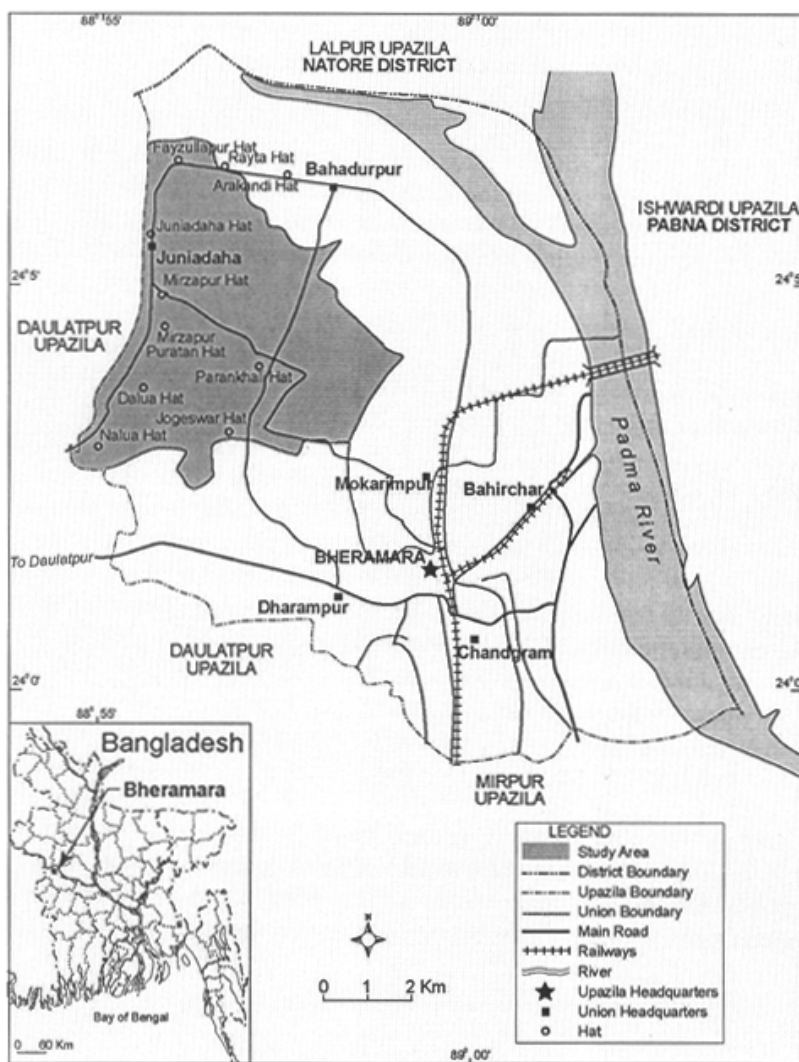 88°55'
89°00'
LALPUR UPAZILA
NATORE DISTRICT
Fayzullapur Hat
Rayta Hat
Bahadurpur
Arakandi Hat
ISHWARDI UPAZILA
PABNA DISTRICT
Juniadaha Hat
Juniadaha
24°5'
24°5'
Mirzapur Hat
DAULATPUR
UPAZILA
Mirzapur
Puratan Hat
Parankhali Hat
Dalua Hat
Jogeswar Hat
Nalua Hat
Padma River
Mokarimpur
Bahirchar
To Daulatpur
BHERAMARA
Dharampur
Chandgram
DAULATPUR
UPAZILA
24°0'
24°0'
88°55'
MIRPUR
UPAZILA
Bangladesh
Bheramara
Bay of Bengal
0 60 Km
N
0 1 2 Km
LEGEND
Study Area
District Boundary
Upazila Boundary
Union Boundary
Main Road
Railways
River
Upazila Headquarters
Union Headquarters
Hat
89°00'